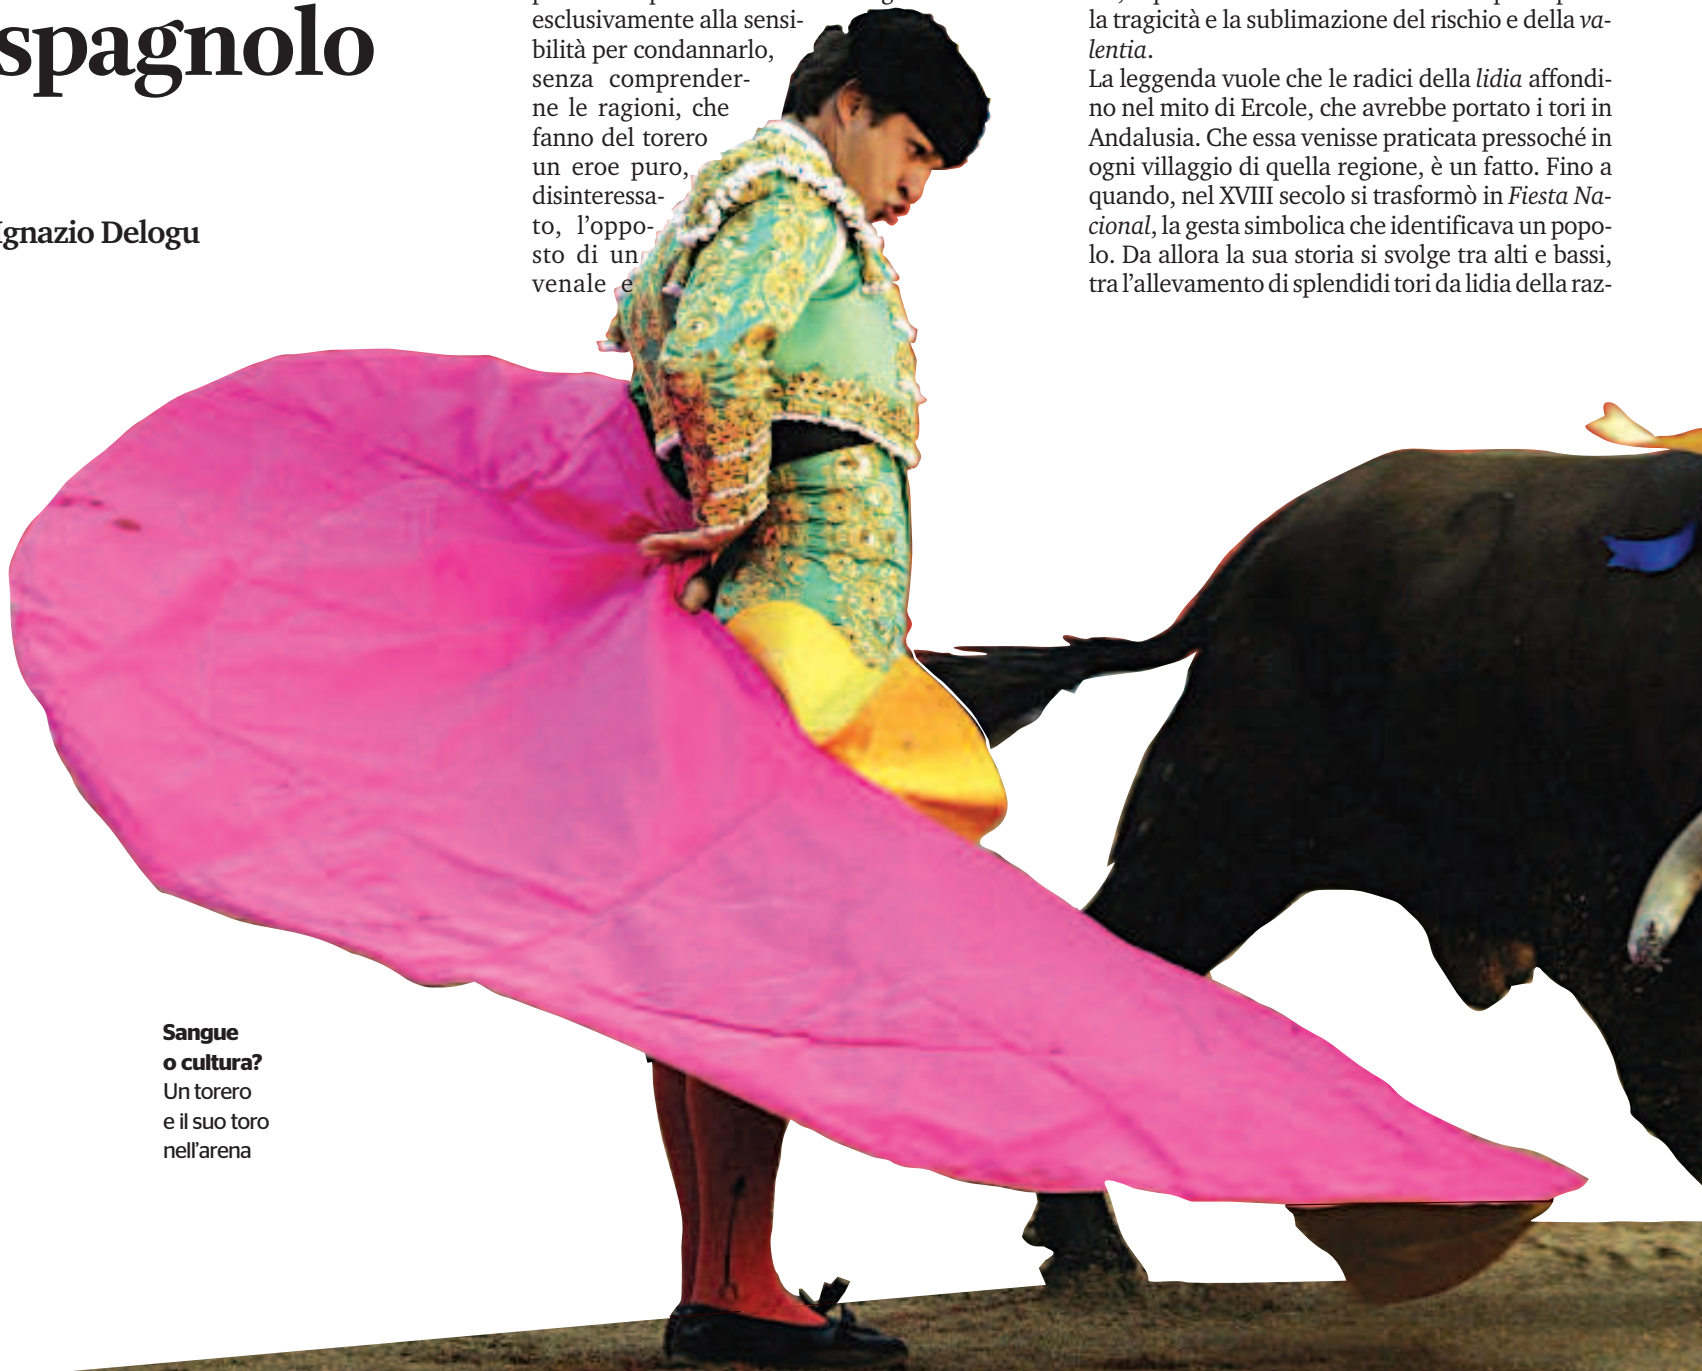 spagnolo
Ignazio Delogu
esclusivamente alla sensi-
bilità per condannarlo,
senza comprender-
ne le ragioni, che
fanno del torero
un eroe puro,
disinteressa-
to, l'oppo-
sto di un
venale e
la tragicità e la sublimazione del rischio e della va-
lentia.
La leggenda vuole che le radici della lidia affondi-
no nel mito di Ercole, che avrebbe portato i tori in
Andalusia. Che essa venisse praticata pressoché in
ogni villaggio di quella regione, è un fatto. Fino a
quando, nel XVIII secolo si trasformò in Fiesta Na-
cional, la gesta simbolica che identificava un popo-
lo. Da allora la sua storia si svolge tra alti e bassi,
tra l'allevamento di splendidi tori da lidia della raz-
Sangue
o cultura?
Un torero
e il suo toro
nell'arena